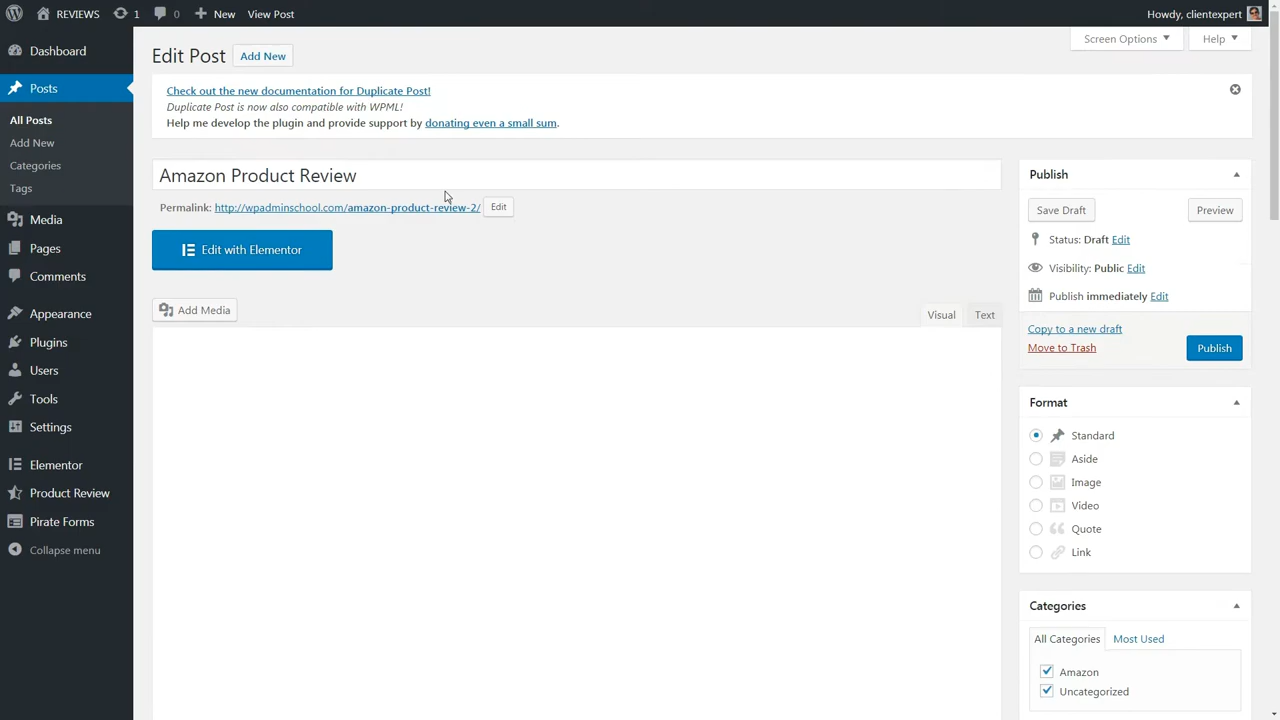 REVIEWS 1 0 New View Post Howdy, clientexpert
Dashboard
Posts
All Posts
Add New
Categories
Tags
Media
Pages
Comments
Appearance
Plugins
Users
Tools
Settings
Elementor
Product Review
Pirate Forms
Collapse menu
Screen Options Help
Edit Post Add New
Check out the new documentation for Duplicate Post!
Duplicate Post is now also compatible with WPML!
Help me develop the plugin and provide support by donating even a small sum.
Amazon Product Review
Permalink: http://wpadminschool.com/amazon-product-review-2/ Edit
Edit with Elementor
Add Media
Visual Text
Publish
Save Draft Preview
Status: Draft Edit
Visibility: Public Edit
Publish immediately Edit
Copy to a new draft
Move to Trash Publish
Format
Standard
Aside
Image
Video
Quote
Link
Categories
All Categories Most Used
Amazon
Uncategorized